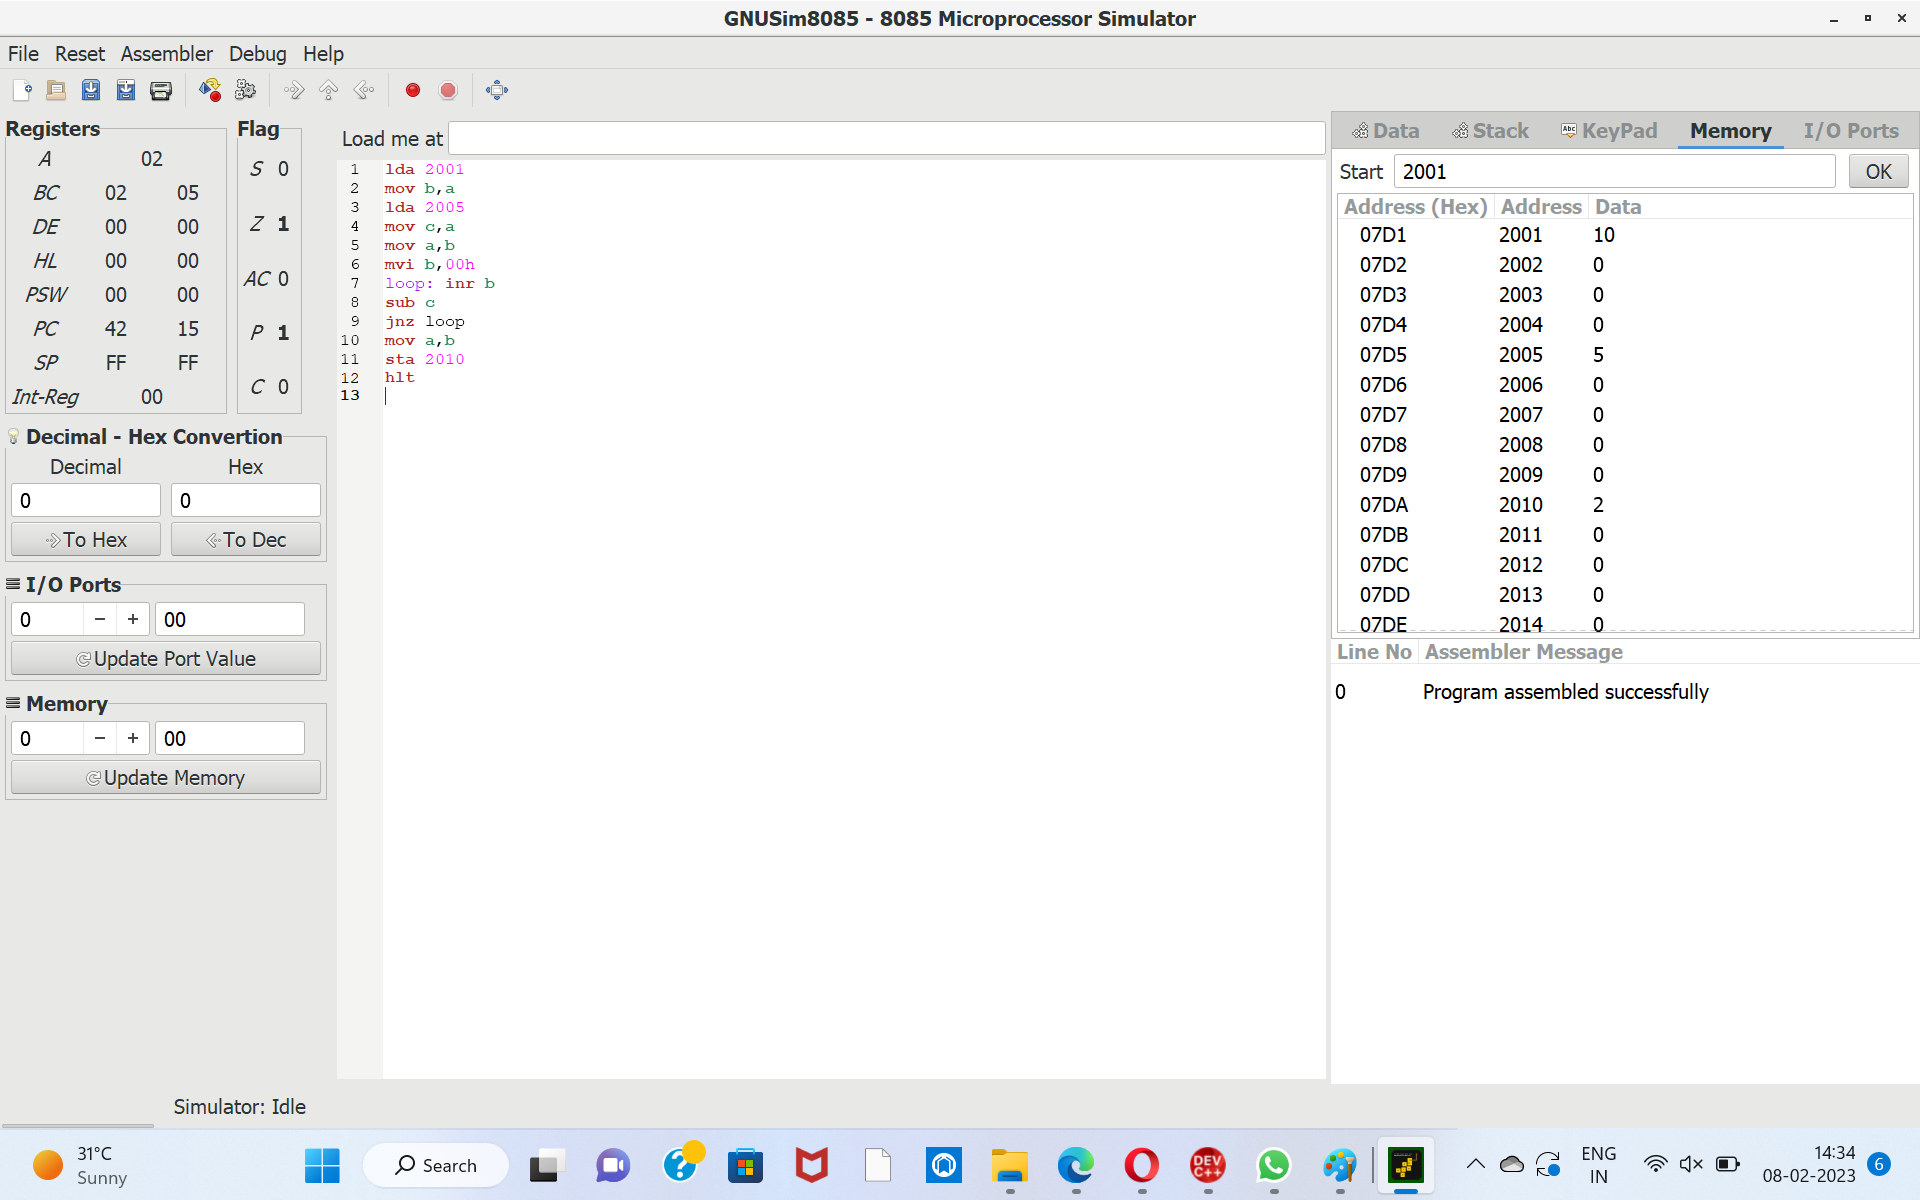 GNUSim8085 - 8085 Microprocessor Simulator
File Reset Assembler Debug Help
Registers
A 02
BC 02 05
DE 00 00
HL 00 00
PSW 00 00
PC 42 15
SP FF FF
Int-Reg 00
Flag
S 0
Z 1
AC 0
P 1
C 0
Decimal - Hex Convertion
Decimal Hex
0 0
To Hex To Dec
I/O Ports
0 − + 00
Update Port Value
Memory
0 − + 00
Update Memory
Load me at
1 lda 2001
2 mov b,a
3 lda 2005
4 mov c,a
5 mov a,b
6 mvi b,00h
7 loop: inr b
8 sub c
9 jnz loop
10 mov a,b
11 sta 2010
12 hlt
13
Data Stack Abc KeyPad Memory I/O Ports
Start 2001 OK
Address (Hex) Address Data
07D1 2001 10
07D2 2002 0
07D3 2003 0
07D4 2004 0
07D5 2005 5
07D6 2006 0
07D7 2007 0
07D8 2008 0
07D9 2009 0
07DA 2010 2
07DB 2011 0
07DC 2012 0
07DD 2013 0
07DE 2014 0
Line No Assembler Message
0 Program assembled successfully
Simulator: Idle
31°C
Sunny
Search
DEV
C++
ENG
IN
14:34
08-02-2023
6